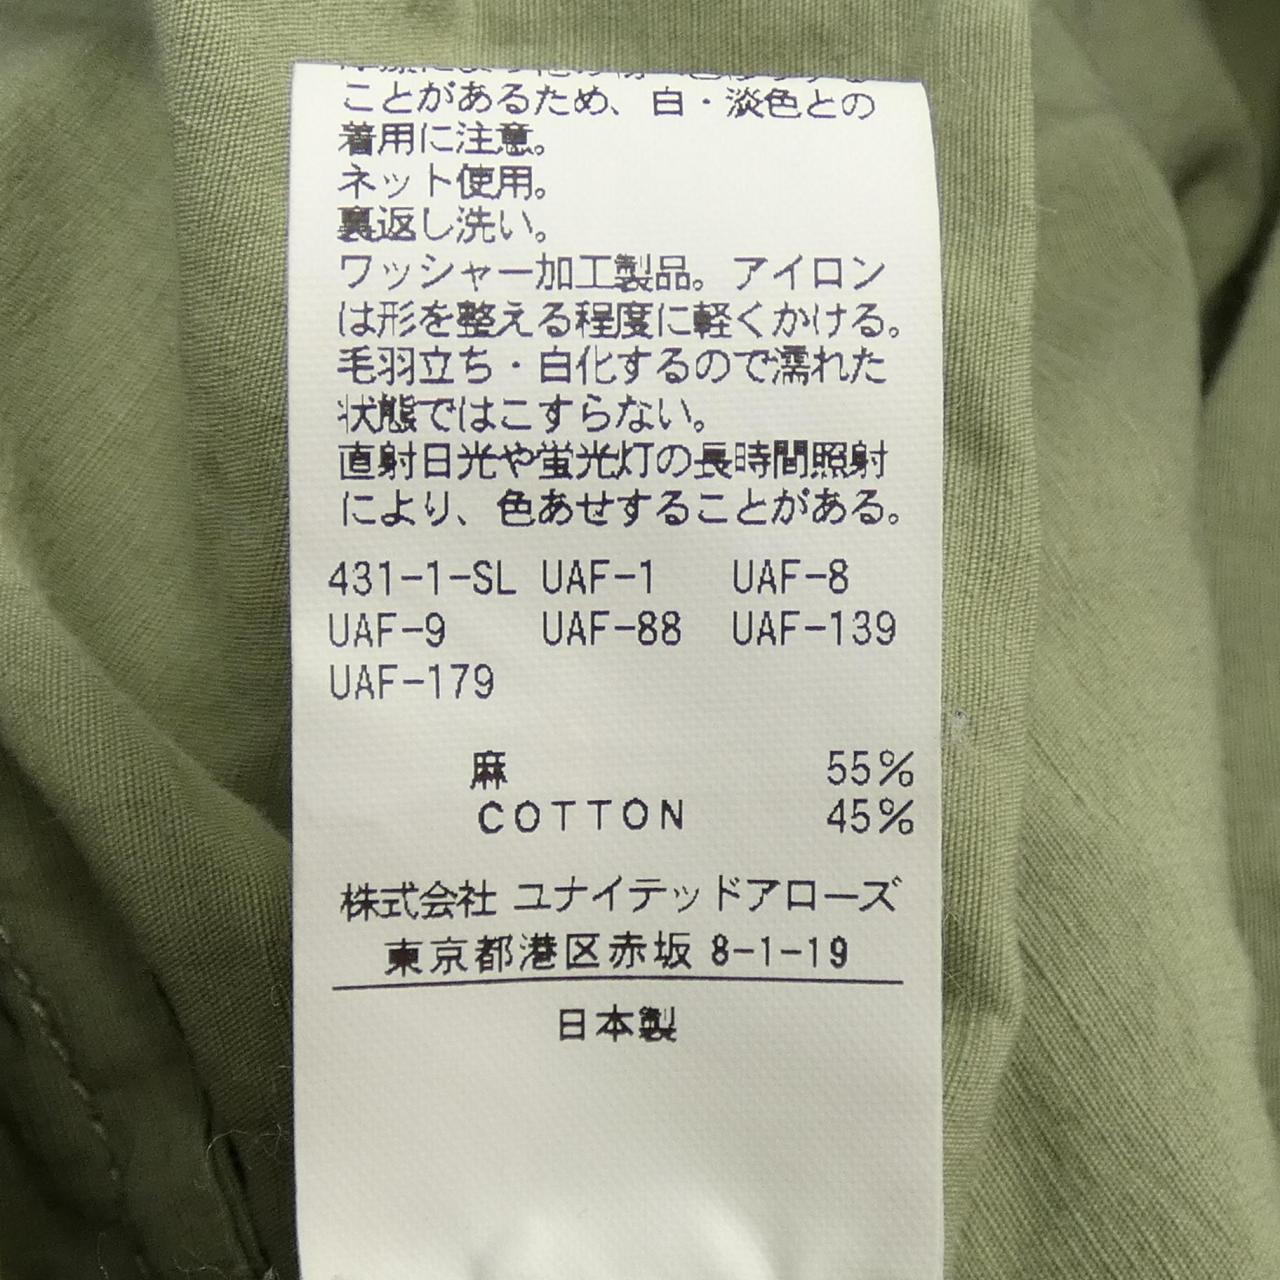 ことがあるため、白・淡色との
着用に注意。
ネット使用。
裏返し洗い。
ワッシャー加工製品。アイロン
は形を整える程度に軽くかける。
毛羽立ち・白化するので濡れた
状態ではこすらない。
直射日光や蛍光灯の長時間照射
により、色あせすることがある。
431-1-SL UAF-1 UAF-8
UAF-9 UAF-88 UAF-139
UAF-179
麻 55%
COTTON 45%
株式会社 ユナイテッドアローズ
東京都港区赤坂 8-1-19
日本製